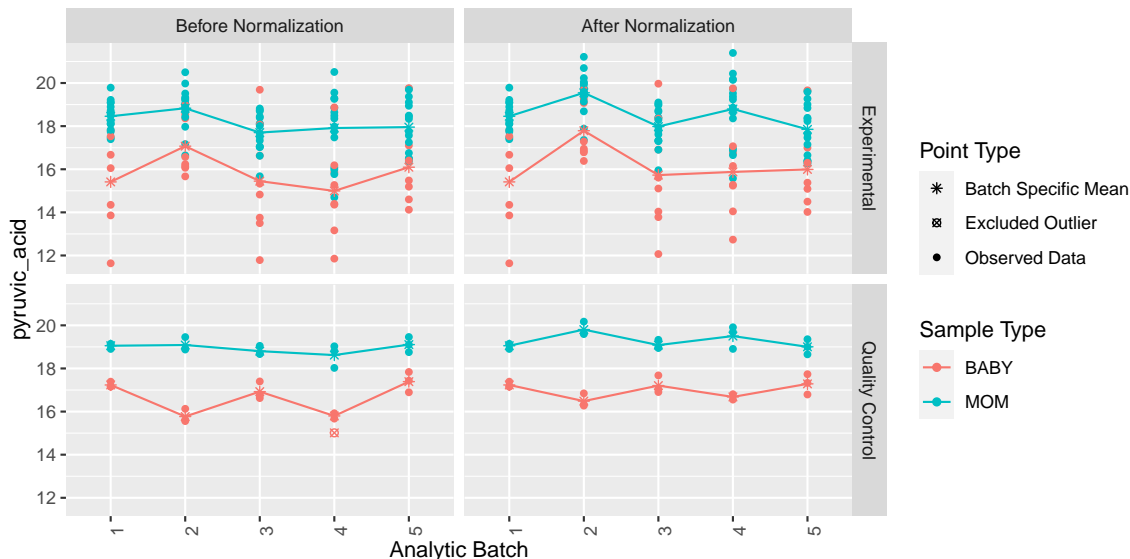 Before Normalization
After Normalization
20
18
16
14
12
Experimental
20
18
16
14
12
Quality Control
pyruvic_acid
1
2
3
4
5
1
2
3
4
5
Analytic Batch
Point Type
Batch Specific Mean
Excluded Outlier
Observed Data
Sample Type
BABY
MOM